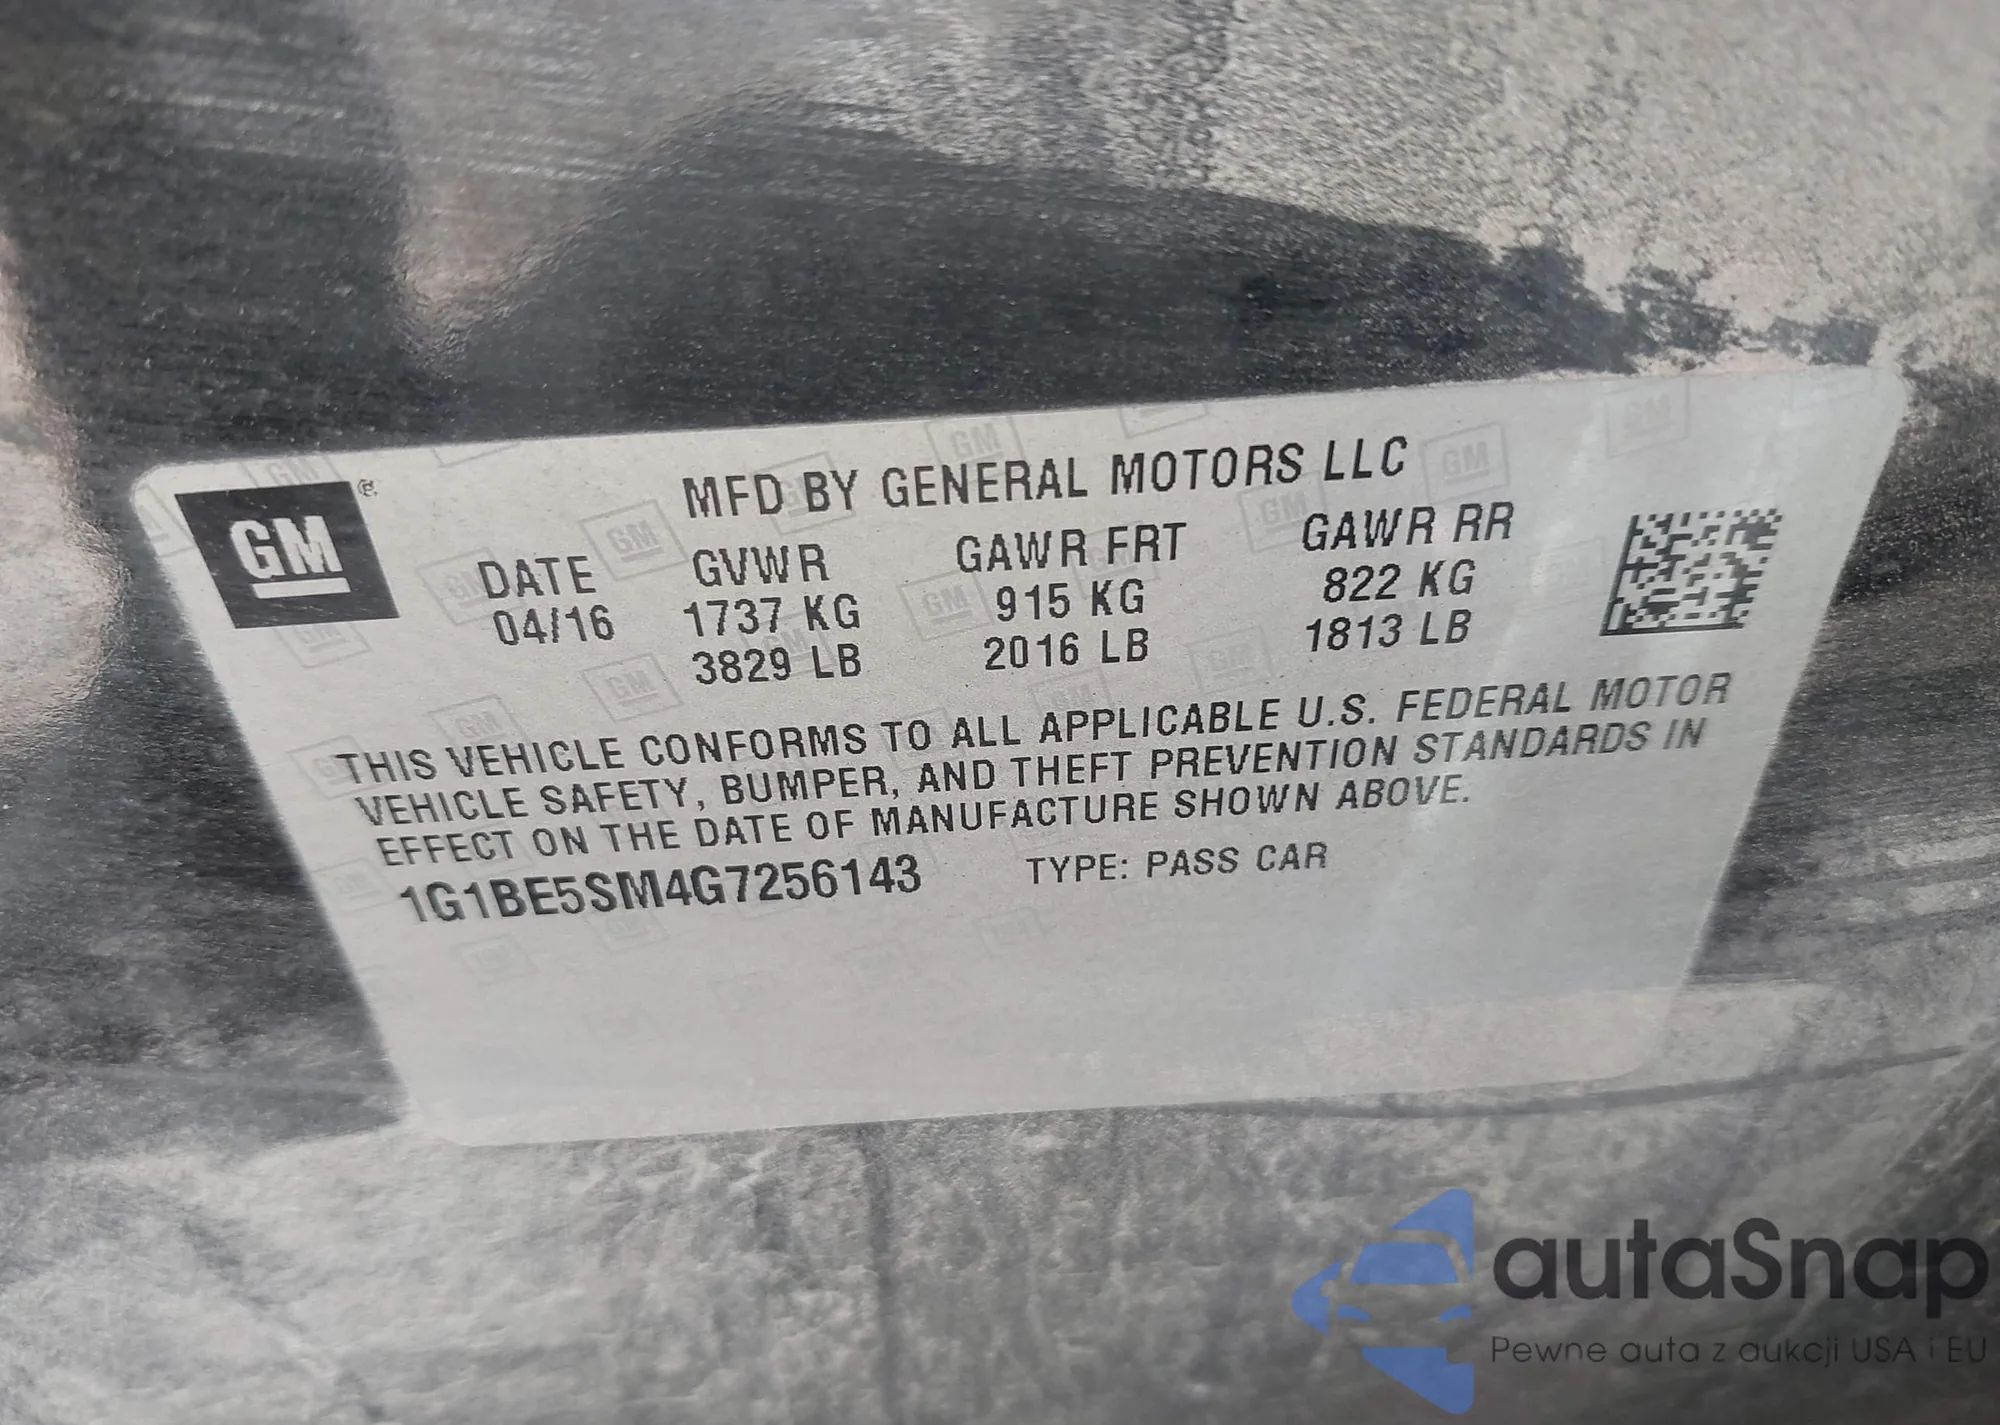 GM
MFD BY GENERAL MOTORS LLC
DATE GVWR GAWR FRT GAWR RR
04/16 1737 KG 915 KG 822 KG
3829 LB 2016 LB 1813 LB
THIS VEHICLE CONFORMS TO ALL APPLICABLE U.S. FEDERAL MOTOR
VEHICLE SAFETY, BUMPER, AND THEFT PREVENTION STANDARDS IN
EFFECT ON THE DATE OF MANUFACTURE SHOWN ABOVE.
1G1BE5SM4G7256143 TYPE: PASS CAR
autaSnap
Pewne auta z aukcji USA i EU